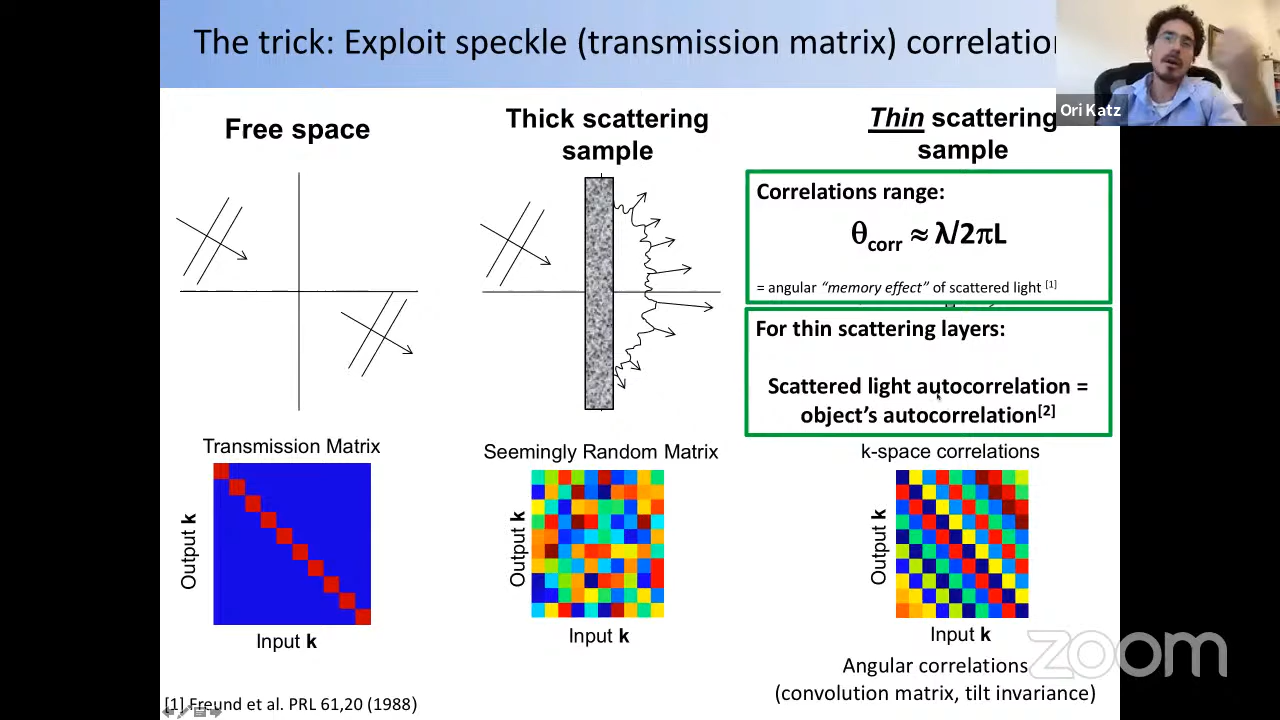 The trick: Exploit speckle (transmission matrix) correlation
Ori Katz
Free space
Thick scattering
sample
Thin scattering
sample
Correlations range:
θcorr ≈ λ/2πL
= angular “memory effect” of scattered light [1]
For thin scattering layers:
Scattered light autocorrelation =
object’s autocorrelation[2]
Transmission Matrix
Output k
Input k
Seemingly Random Matrix
Output k
Input k
k-space correlations
Output k
Input k
Angular correlations
(convolution matrix, tilt invariance)
[1] Freund et al. PRL 61,20 (1988)
zoom